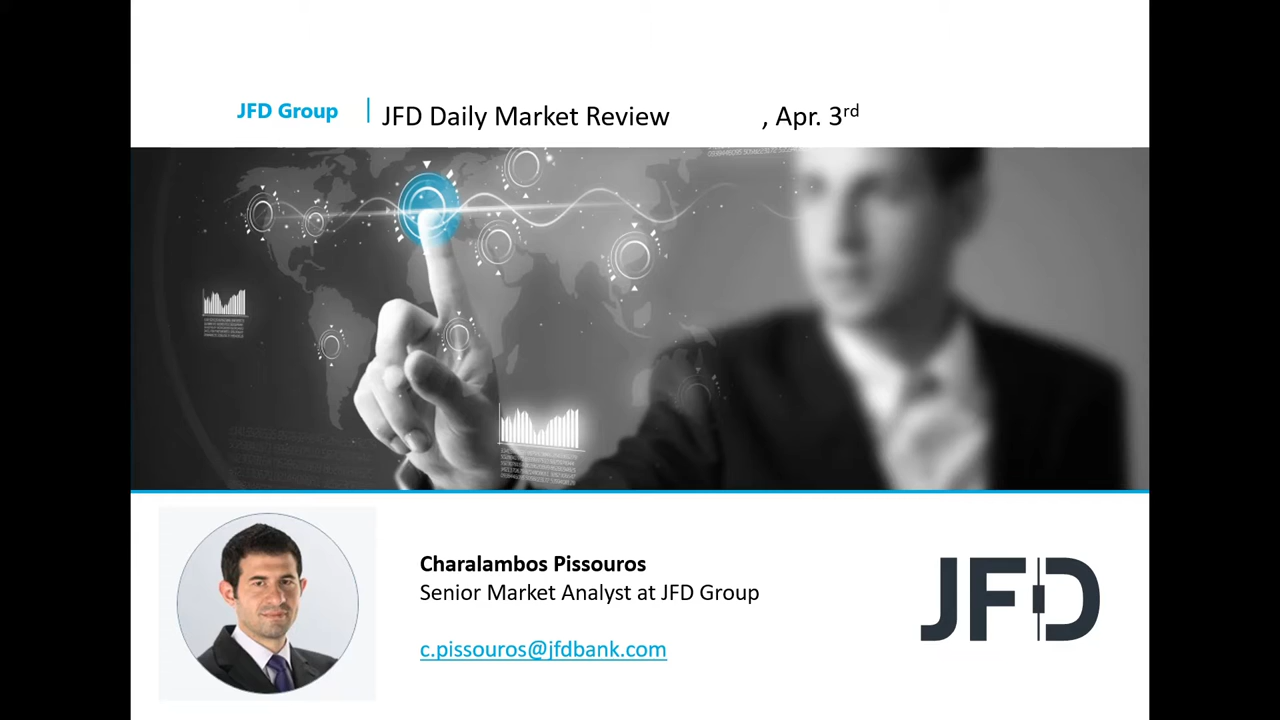 JFD Group
JFD Daily Market Review , Apr. 3rd
Charalambos Pissouros
Senior Market Analyst at JFD Group
c.pissouros@jfdbank.com
JFD